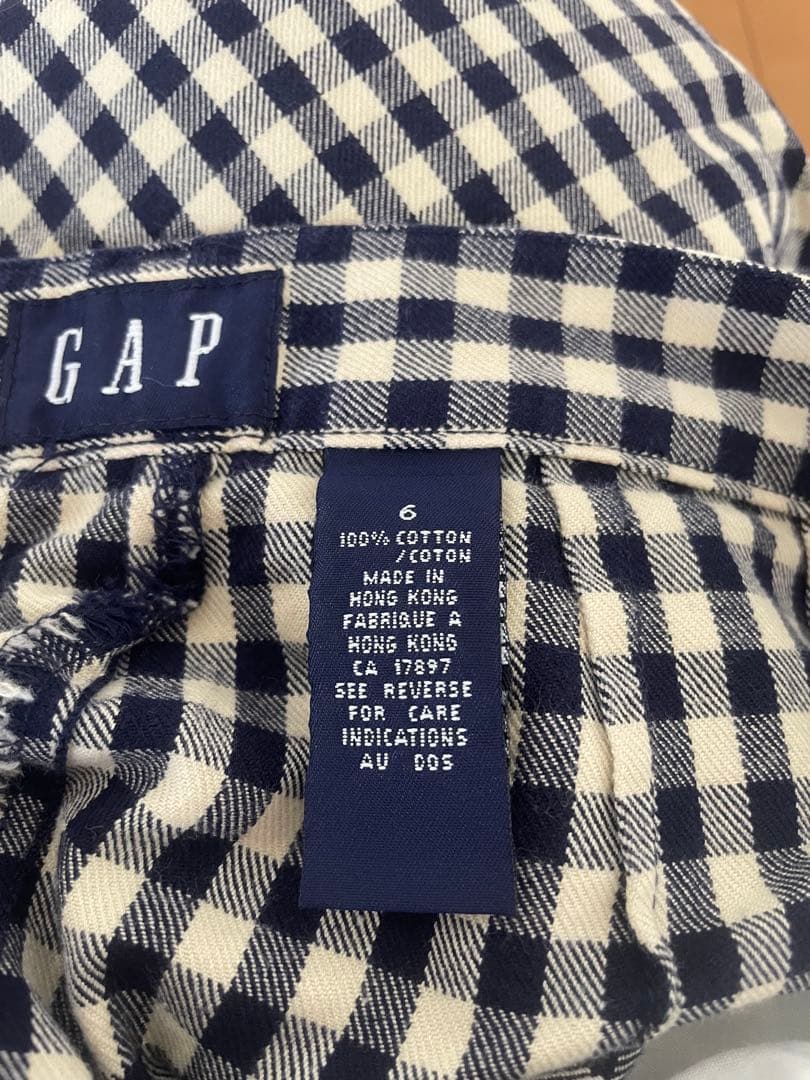 GAP
6
100% COTTON
/COTON
MADE IN
HONG KONG
FABRIQUE A
HONG KONG
CA 17897
SEE REVERSE
FOR CARE
INDICATIONS
AU DOS